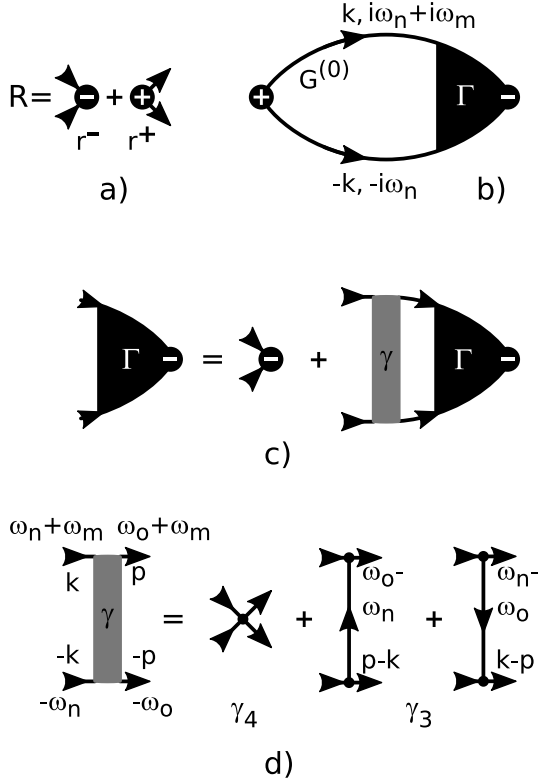 R= − + +
r⁻ r⁺
a)
k, iωₙ+iωₘ
+ G⁽⁰⁾ Γ −
-k, -iωₙ
b)
Γ − = − + γ Γ −
c)
ωₙ+ωₘ ωₒ+ωₘ
k p
γ = + +
-k -p
-ωₙ -ωₒ
γ₄
ωₒ-
ωₙ
p-k
γ₃
ωₙ-
ωₒ
k-p
d)